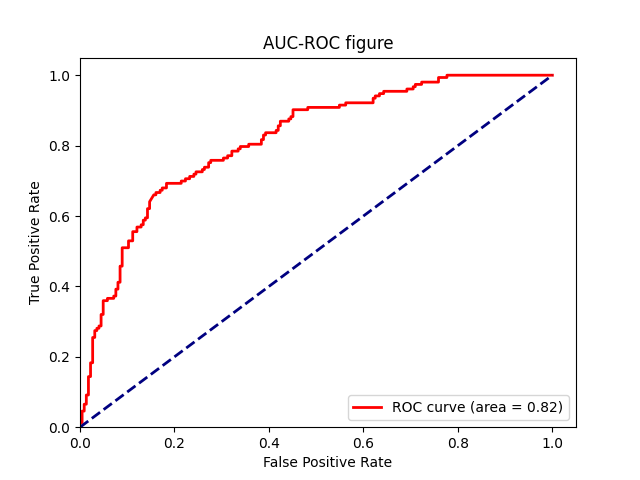 AUC-ROC figure
True Positive Rate
1.0
0.8
0.6
0.4
0.2
0.0
ROC curve (area = 0.82)
0.0 0.2 0.4 0.6 0.8 1.0
False Positive Rate